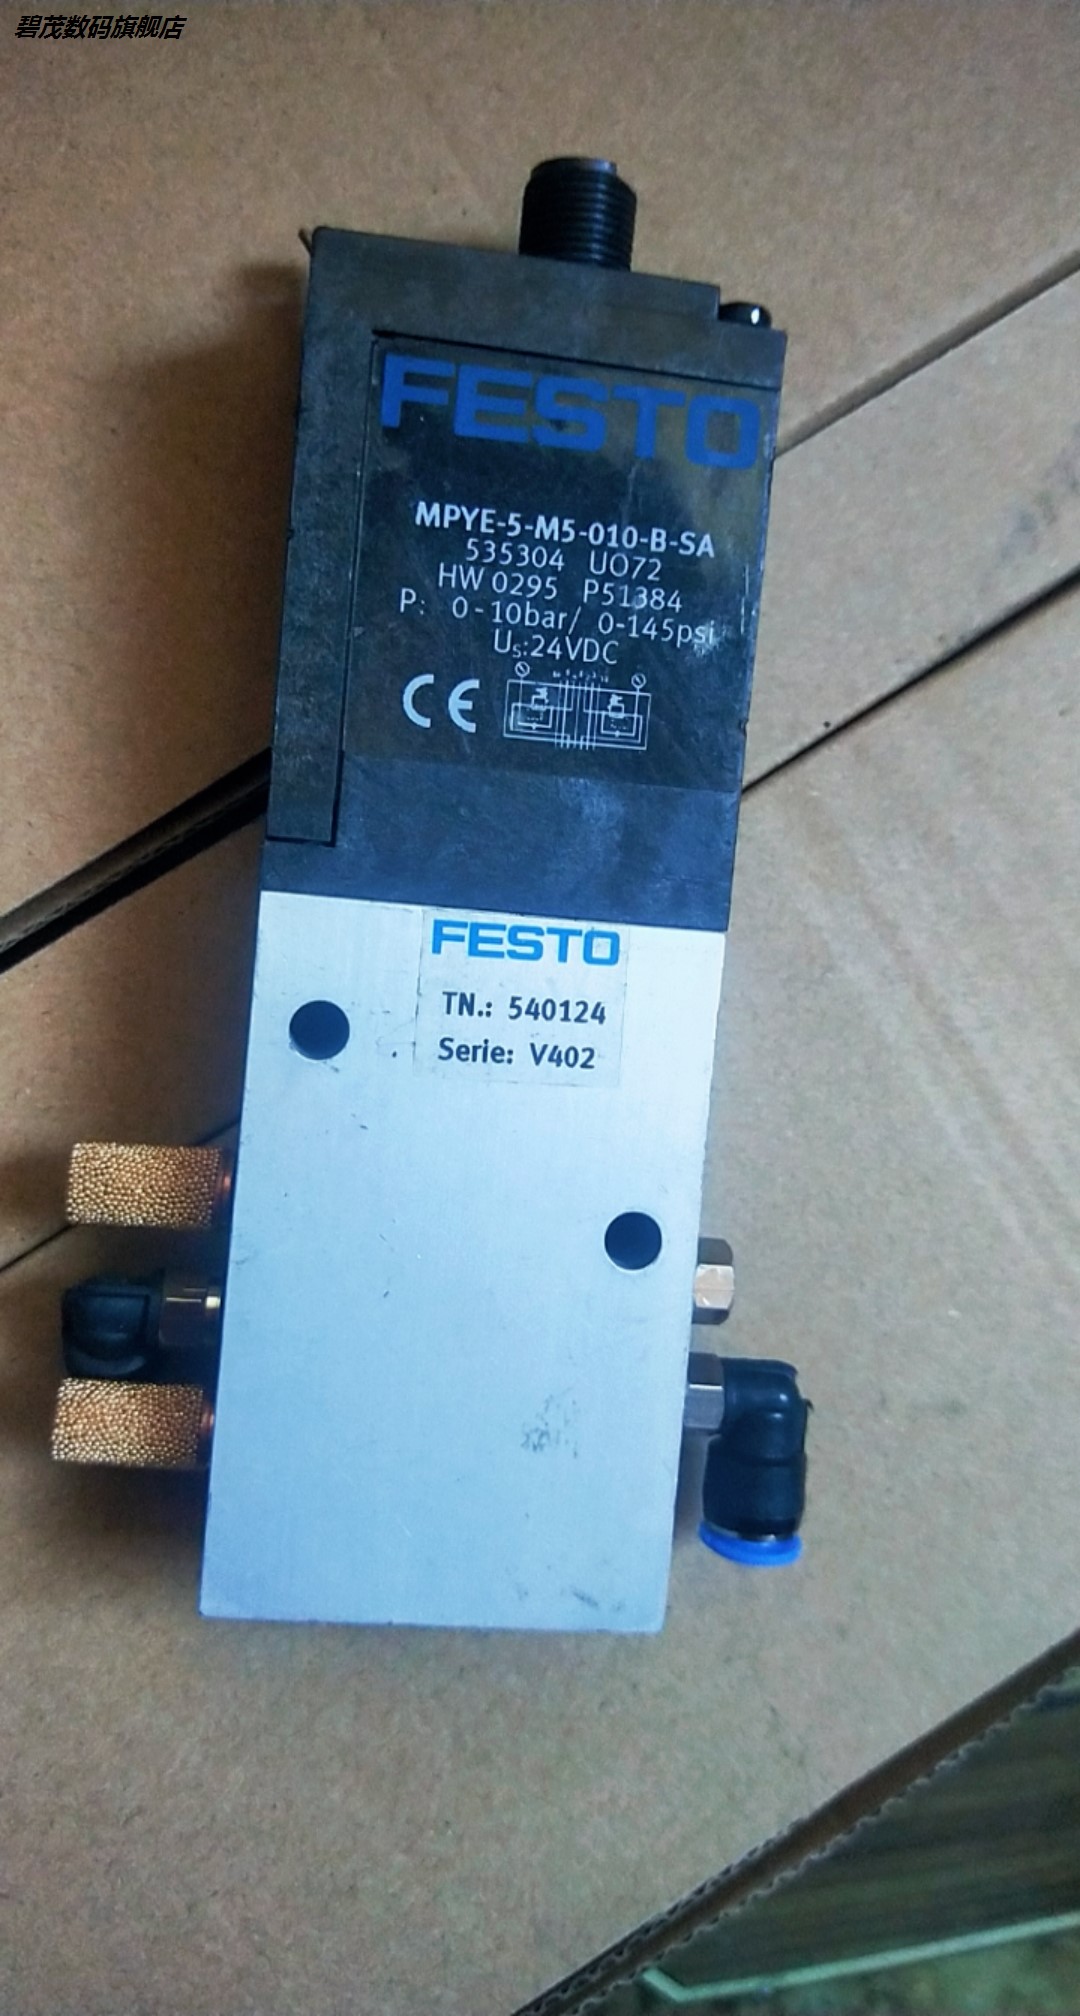 碧茂数码旗舰店
FESTO
MPYE-5-M5-010-B-SA
535304 UO72
HW 0295 P51384
P: 0-10bar/ 0-145psi
Us:24VDC
CE
FESTO
TN.: 540124
Serie: V402